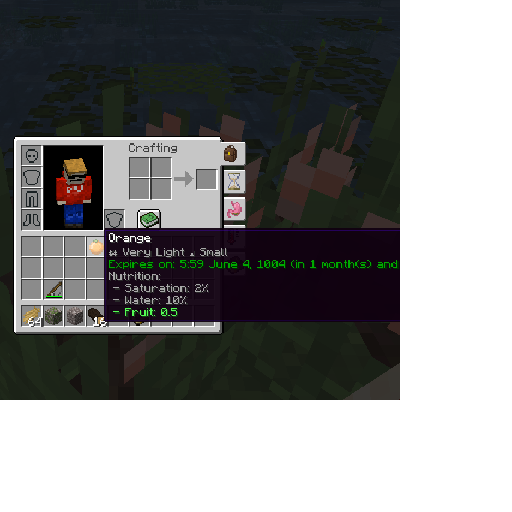 Crafting
Orange
Very Light ▴ Small
Expires on: 5:59 June 4, 1004 (in 1 month(s) and
Nutrition:
– Saturation: 2%
– Water: 10%
– Fruit: 0.5
64
16